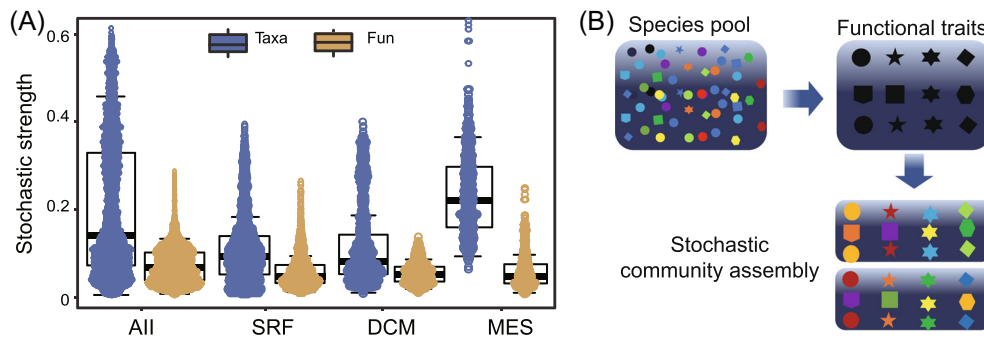 (A)
Stochastic strength
0.6
0.4
0.2
0
Taxa
Fun
All
SRF
DCM
MES
(B)
Species pool
Functional traits
Stochastic
community assembly